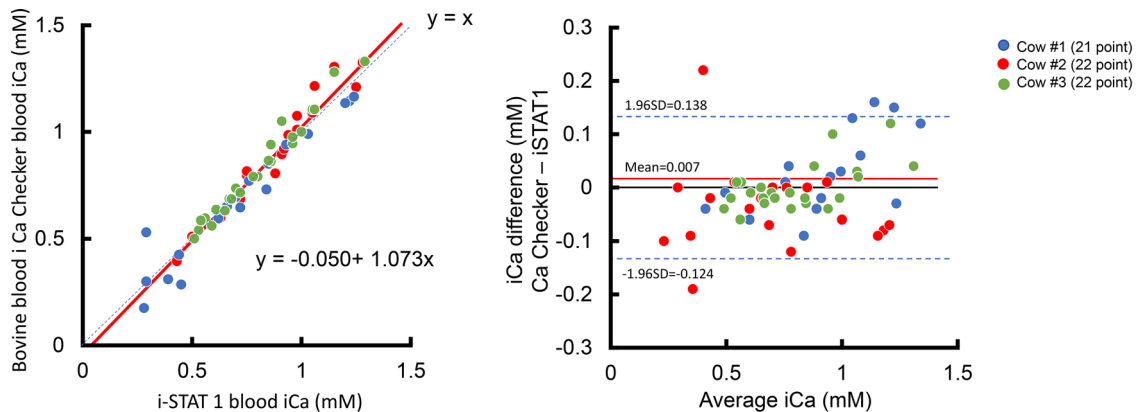 Bovine blood i Ca Checker blood iCa (mM)
1.5
1
0.5
0
0
0.5
1
1.5
i-STAT 1 blood iCa (mM)
y = x
y = -0.050+ 1.073x
iCa difference (mM)
Ca Checker – iSTAT1
0.3
0.2
0.1
0
-0.1
-0.2
-0.3
1.96SD=0.138
Mean=0.007
-1.96SD=-0.124
0
0.5
1
1.5
Average iCa (mM)
Cow #1 (21 point)
Cow #2 (22 point)
Cow #3 (22 point)